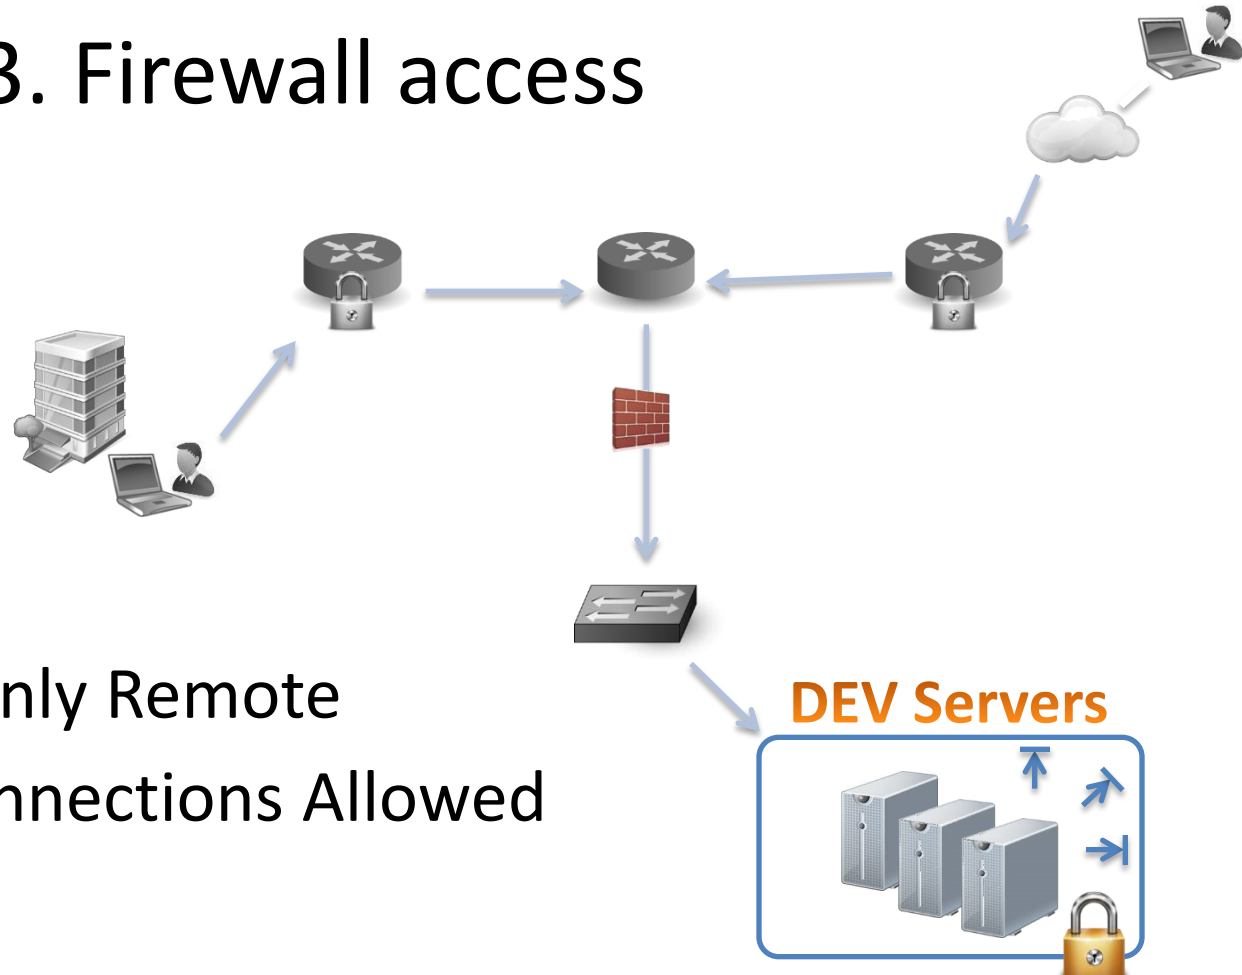 3. Firewall access
nly Remote
nnections Allowed
DEV Servers